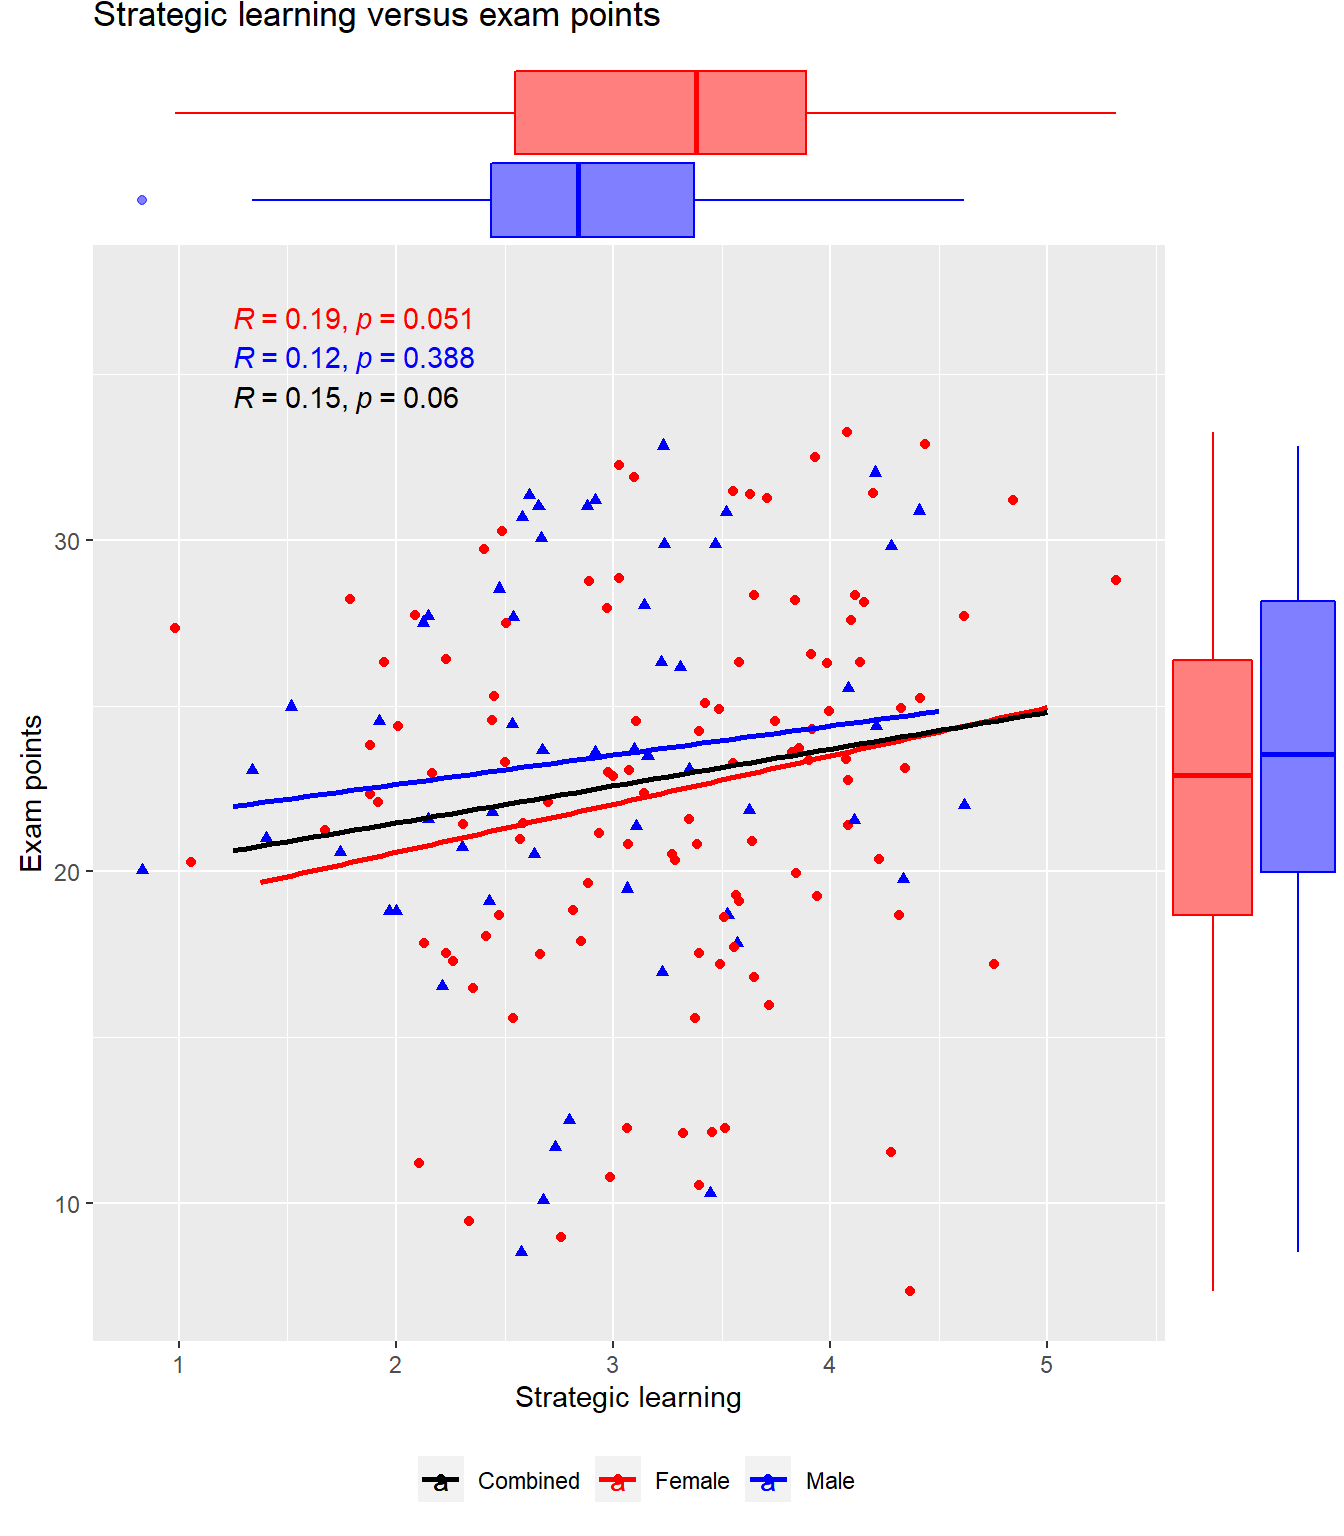 Strategic learning versus exam points
R = 0.19, p = 0.051
R = 0.12, p = 0.388
R = 0.15, p = 0.06
30
20
10
Exam points
1 2 3 4 5
Strategic learning
a Combined a Female a Male